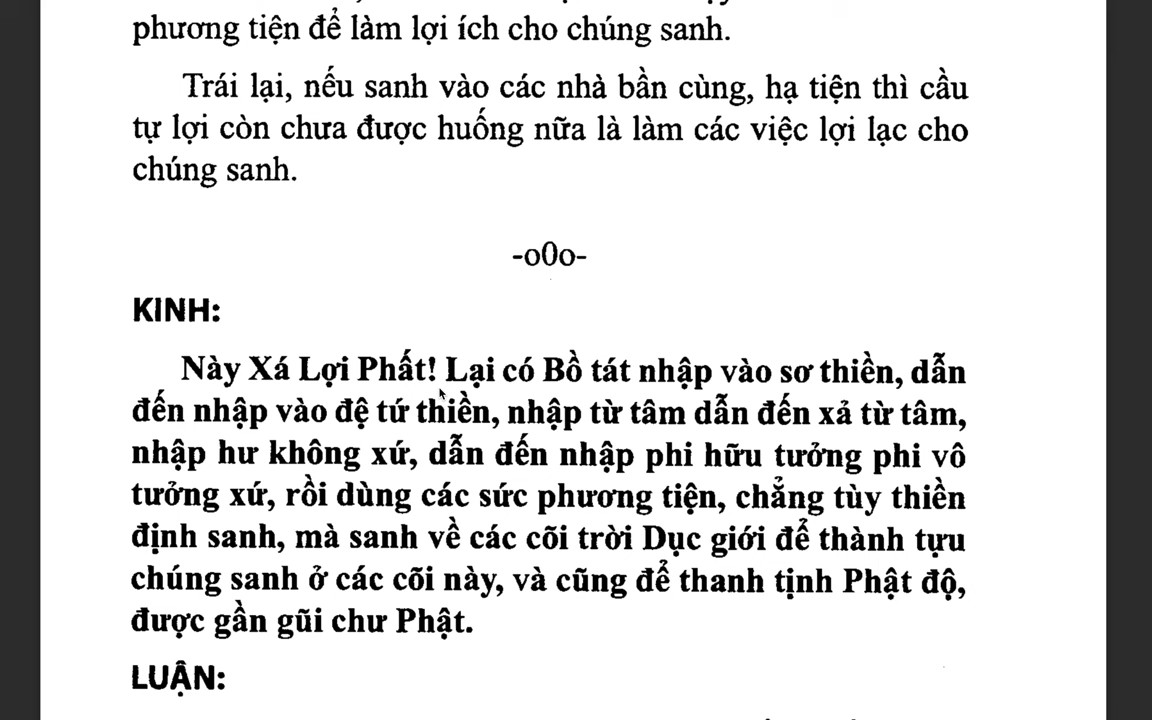 phương tiện để làm lợi ích cho chúng sanh.
Trái lại, nếu sanh vào các nhà bần cùng, hạ tiện thì cầu
tự lợi còn chưa được huống nữa là làm các việc lợi lạc cho
chúng sanh.
-o0o-
KINH:
Này Xá Lợi Phất! Lại có Bồ tát nhập vào sơ thiền, dẫn
đến nhập vào đệ tứ thiền, nhập từ tâm dẫn đến xả từ tâm,
nhập hư không xứ, dẫn đến nhập phi hữu tưởng phi vô
tưởng xứ, rồi dùng các sức phương tiện, chẳng tùy thiền
định sanh, mà sanh về các cõi trời Dục giới để thành tựu
chúng sanh ở các cõi này, và cũng để thanh tịnh Phật độ,
được gần gũi chư Phật.
LUẬN: